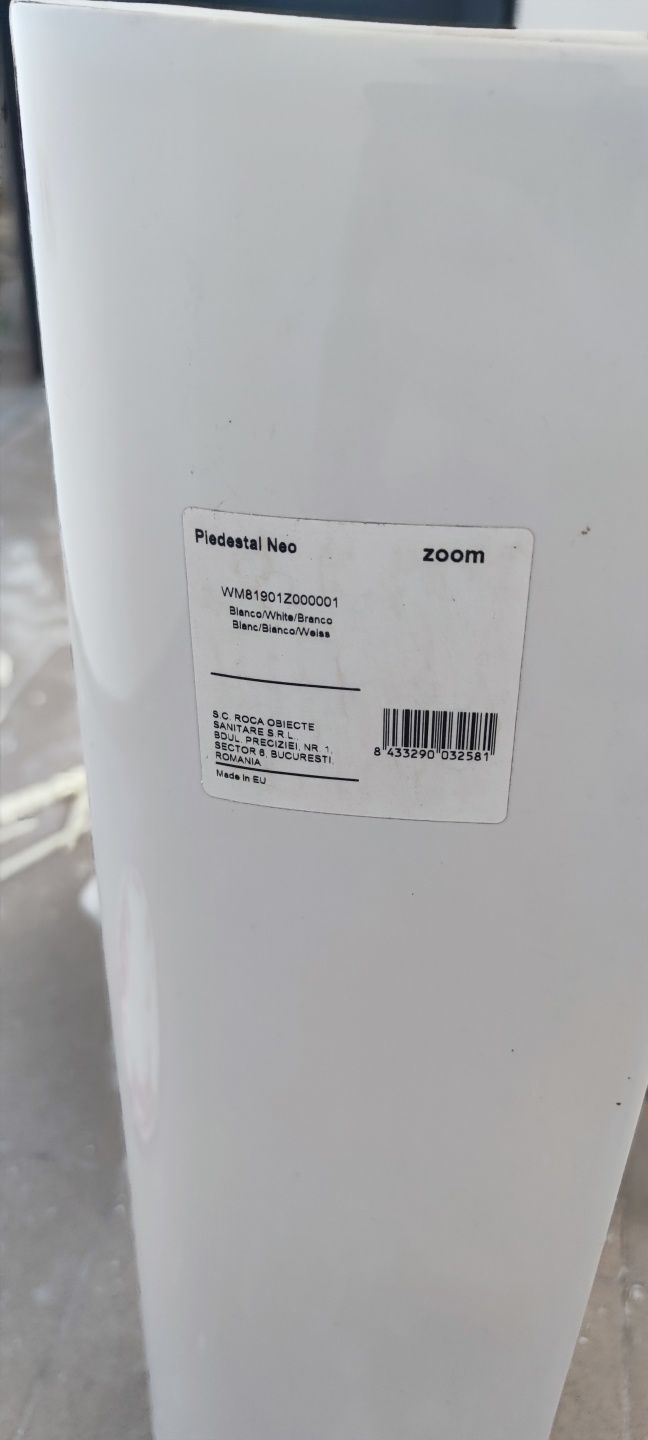 Piedestal Neo
zoom
WM81901Z000001
Blanco/White/Branco
Blanc/Bianco/Weiss
S.C. ROCA OBIECTE
SANITARE S.R.L.,
BDUL. PRECIZIEI, NR. 1,
SECTOR 6, BUCURESTI,
ROMANIA
Made in EU
8 433290 032581